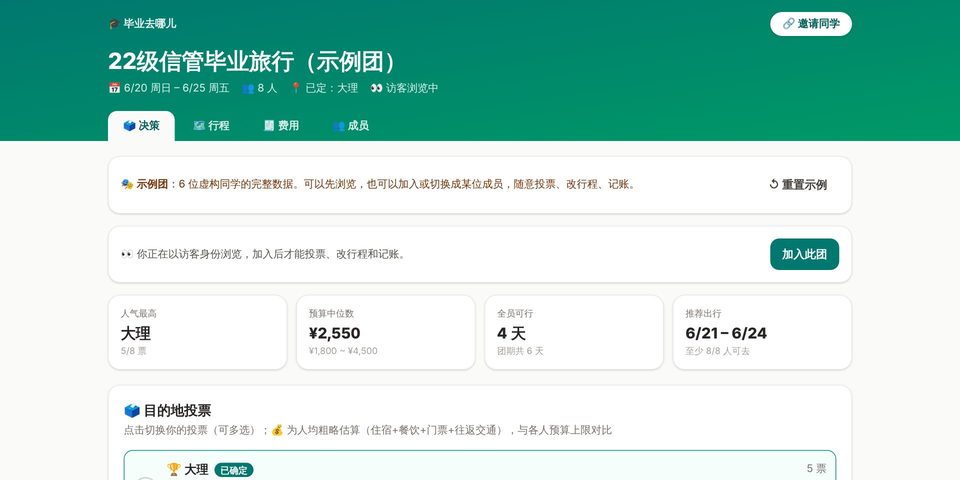 🎓 毕业去哪儿
🔗 邀请同学
22级信管毕业旅行（示例团）
📅 6/20 周日 – 6/25 周五 👥 8 人 📍 已定：大理 👀 访客浏览中
🗳️ 决策 🗺️ 行程 🧾 费用 👥 成员
🎭 示例团：6 位虚构同学的完整数据。可以先浏览，也可以加入或切换成某位成员，随意投票、改行程、记账。
↺ 重置示例
👀 你正在以访客身份浏览，加入后才能投票、改行程和记账。
加入此团
人气最高
大理
5/8 票
预算中位数
¥2,550
¥1,800 ~ ¥4,500
全员可行
4 天
团期共 6 天
推荐出行
6/21 – 6/24
至少 8/8 人可去
🗳️ 目的地投票
点击切换你的投票（可多选）；💰 为人均粗略估算（住宿+餐饮+门票+往返交通），与各人预算上限对比
🏆 大理 已确定
5 票